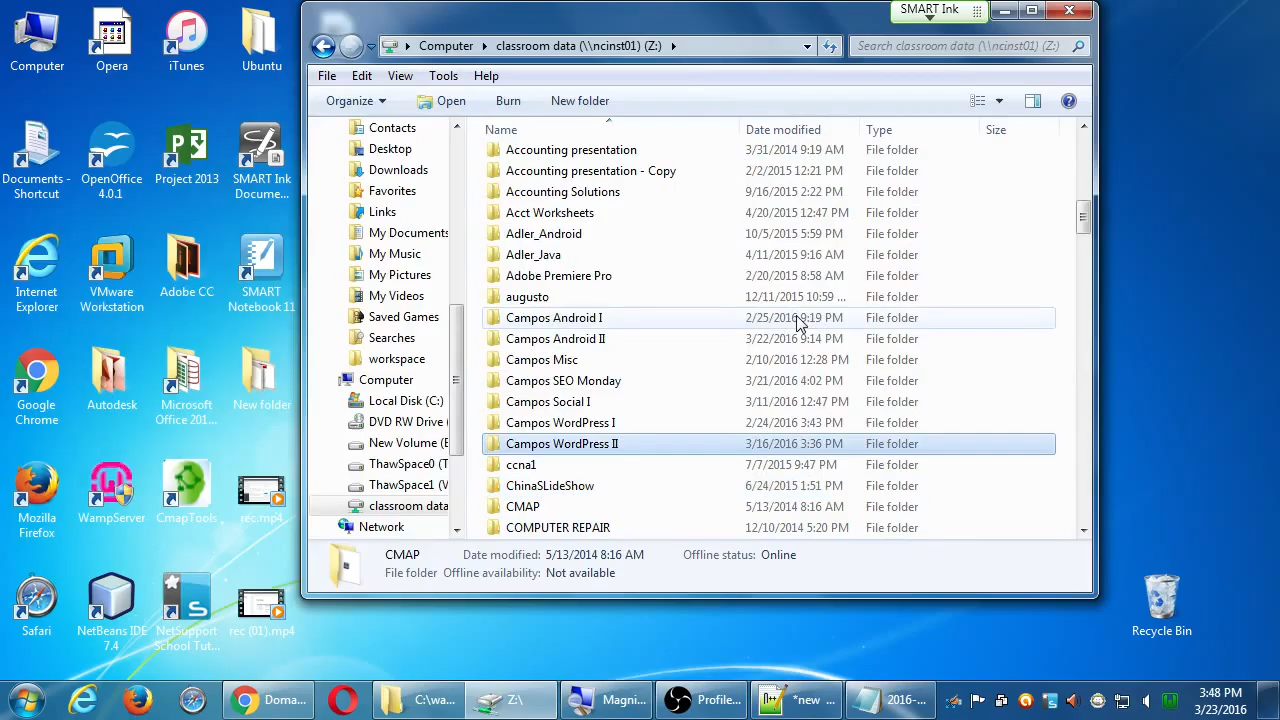 SMART Ink
Computer
Opera
iTunes
Ubuntu
Documents - Shortcut
OpenOffice 4.0.1
Project 2013
SMART Ink Docume...
Internet Explorer
VMware Workstation
Adobe CC
SMART Notebook 11
Google Chrome
Autodesk
Microsoft Office 201...
New folder
Mozilla Firefox
WampServer
CmapTools
rec.mp4
Safari
NetBeans IDE 7.4
NetSupport School Tut...
rec (01).mp4
Computer classroom data (\\ncinst01) (Z:)
Search classroom data (\\ncinst01) (Z:)
File Edit View Tools Help
Organize Open Burn New folder
Contacts
Desktop
Downloads
Favorites
Links
My Documents
My Music
My Pictures
My Videos
Saved Games
Searches
workspace
Computer
Local Disk (C:)
DVD RW Drive (
New Volume (E
ThawSpace0 (T
ThawSpace1 (V
classroom data
Network
Name Date modified Type Size
Accounting presentation 3/31/2014 9:19 AM File folder
Accounting presentation - Copy 2/2/2015 12:21 PM File folder
Accounting Solutions 9/16/2015 2:22 PM File folder
Acct Worksheets 4/20/2015 12:47 PM File folder
Adler_Android 10/5/2015 5:59 PM File folder
Adler_Java 4/11/2015 9:16 AM File folder
Adobe Premiere Pro 2/20/2015 8:58 AM File folder
augusto 12/11/2015 10:59 ... File folder
Campos Android I 2/25/2016 9:19 PM File folder
Campos Android II 3/22/2016 9:14 PM File folder
Campos Misc 2/10/2016 12:28 PM File folder
Campos SEO Monday 3/21/2016 4:02 PM File folder
Campos Social I 3/11/2016 12:47 PM File folder
Campos WordPress I 2/24/2016 3:43 PM File folder
Campos WordPress II 3/16/2016 3:36 PM File folder
ccna1 7/7/2015 9:47 PM File folder
ChinaSLideShow 6/24/2015 1:51 PM File folder
CMAP 5/13/2014 8:16 AM File folder
COMPUTER REPAIR 12/10/2014 5:20 PM File folder
CMAP Date modified: 5/13/2014 8:16 AM Offline status: Online
File folder Offline availability: Not available
Recycle Bin
Doma... C:\wa... Z:\ Magni... Profile... *new ... 2016-...
3:48 PM
3/23/2016